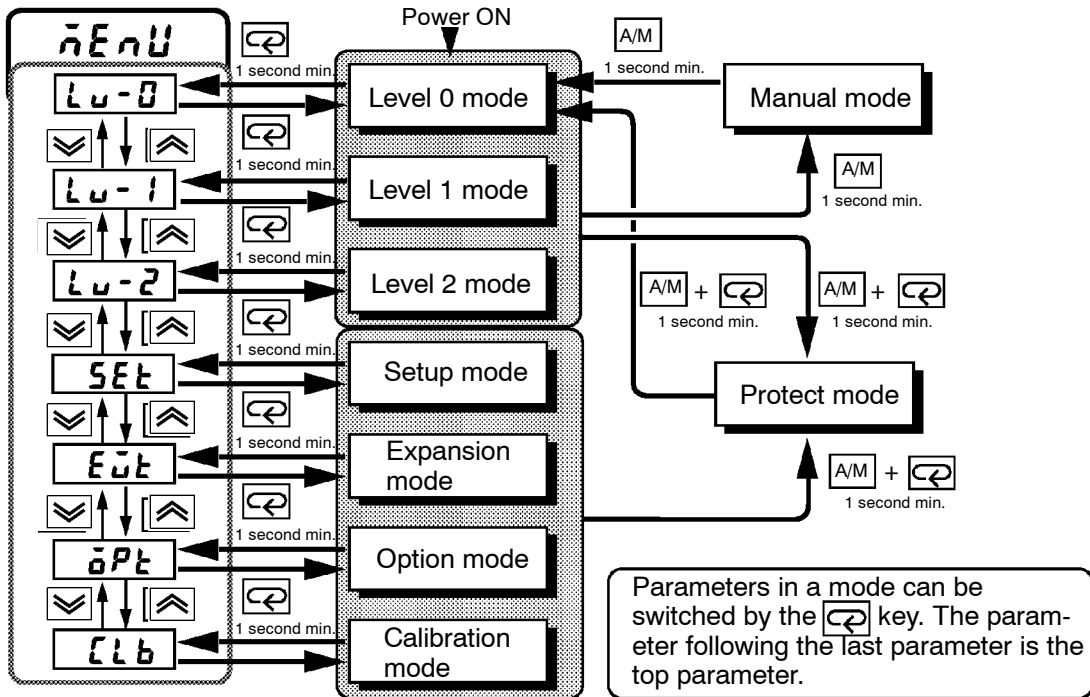 Power ON
mEnU
1 second min.
Lu-0
Level 0 mode
A/M
1 second min.
Manual mode
1 second min.
Lu-1
Level 1 mode
A/M
1 second min.
1 second min.
Lu-2
Level 2 mode
A/M +
1 second min.
A/M +
1 second min.
1 second min.
SEt
Setup mode
Protect mode
1 second min.
Eut
Expansion
mode
A/M +
1 second min.
1 second min.
oPt
Option mode
1 second min.
CLb
Calibration
mode
Parameters in a mode can be
switched by the key. The param-
eter following the last parameter is the
top parameter.